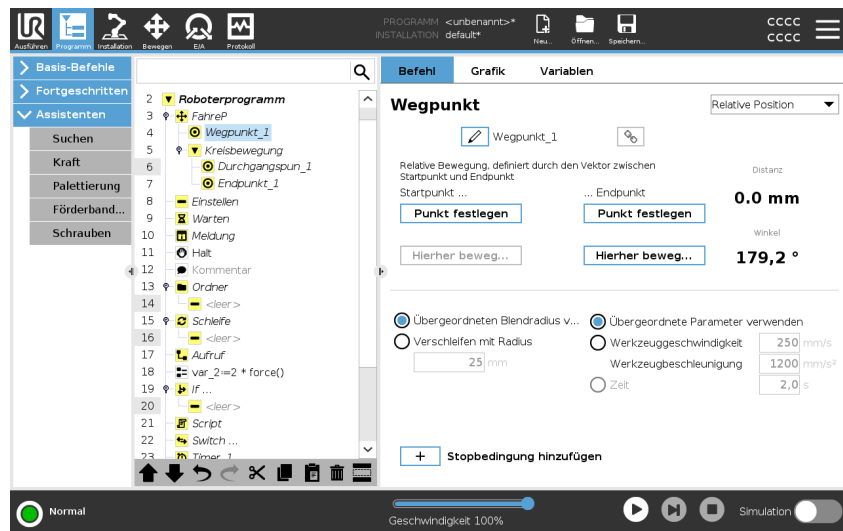 PROGRAMM <unbenannt>*
INSTALLATION default*
Neu...
Öffnen...
Speichern...
CCCC
CCCC
Ausführen
Programm
Installation
Bewegen
E/A
Protokoll
Basis-Befehle
Fortgeschritten
Assistenten
Suchen
Kraft
Palettierung
Förderband...
Schrauben
2 Roboterprogramm
3 FahreP
4 Wegpunkt_1
5 Kreisbewegung
6 Durchgangspun_1
7 Endpunkt_1
8 Einstellen
9 Warten
10 Meldung
11 Halt
12 Kommentar
13 Ordner
14 <leer>
15 Schleife
16 <leer>
17 Aufruf
18 var_2≔2 * force()
19 If ...
20 <leer>
21 Script
22 Switch ...
23 Timer_1
Befehl
Grafik
Variablen
Wegpunkt
Relative Position
Wegpunkt_1
Relative Bewegung, definiert durch den Vektor zwischen
Startpunkt und Endpunkt
Startpunkt ...
... Endpunkt
Punkt festlegen
Punkt festlegen
Hierher beweg...
Hierher beweg...
Distanz
0.0 mm
Winkel
179,2 °
Übergeordneten Blendradius v...
Verschleifen mit Radius
25 mm
Übergeordnete Parameter verwenden
Werkzeuggeschwindigkeit 250 mm/s
Werkzeugbeschleunigung 1200 mm/s²
Zeit 2,0 s
+ Stopbedingung hinzufügen
Normal
Geschwindigkeit 100%
Simulation